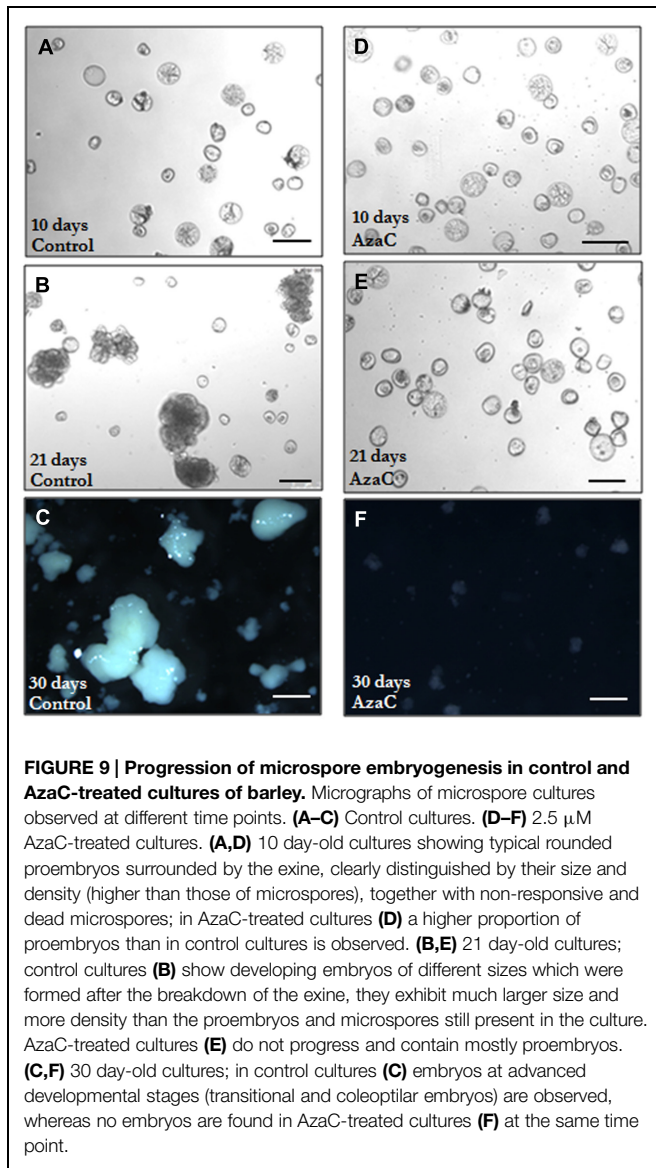 A
10 days
Control
D
10 days
AzaC
B
21 days
Control
E
21 days
AzaC
C
30 days
Control
F
30 days
AzaC
FIGURE 9 | Progression of microspore embryogenesis in control and
AzaC-treated cultures of barley. Micrographs of microspore cultures
observed at different time points. (A–C) Control cultures. (D–F) 2.5 μM
AzaC-treated cultures. (A,D) 10 day-old cultures showing typical rounded
proembryos surrounded by the exine, clearly distinguished by their size and
density (higher than those of microspores), together with non-responsive and
dead microspores; in AzaC-treated cultures (D) a higher proportion of
proembryos than in control cultures is observed. (B,E) 21 day-old cultures;
control cultures (B) show developing embryos of different sizes which were
formed after the breakdown of the exine, they exhibit much larger size and
more density than the proembryos and microspores still present in the culture.
AzaC-treated cultures (E) do not progress and contain mostly proembryos.
(C,F) 30 day-old cultures; in control cultures (C) embryos at advanced
developmental stages (transitional and coleoptilar embryos) are observed,
whereas no embryos are found in AzaC-treated cultures (F) at the same time
point.